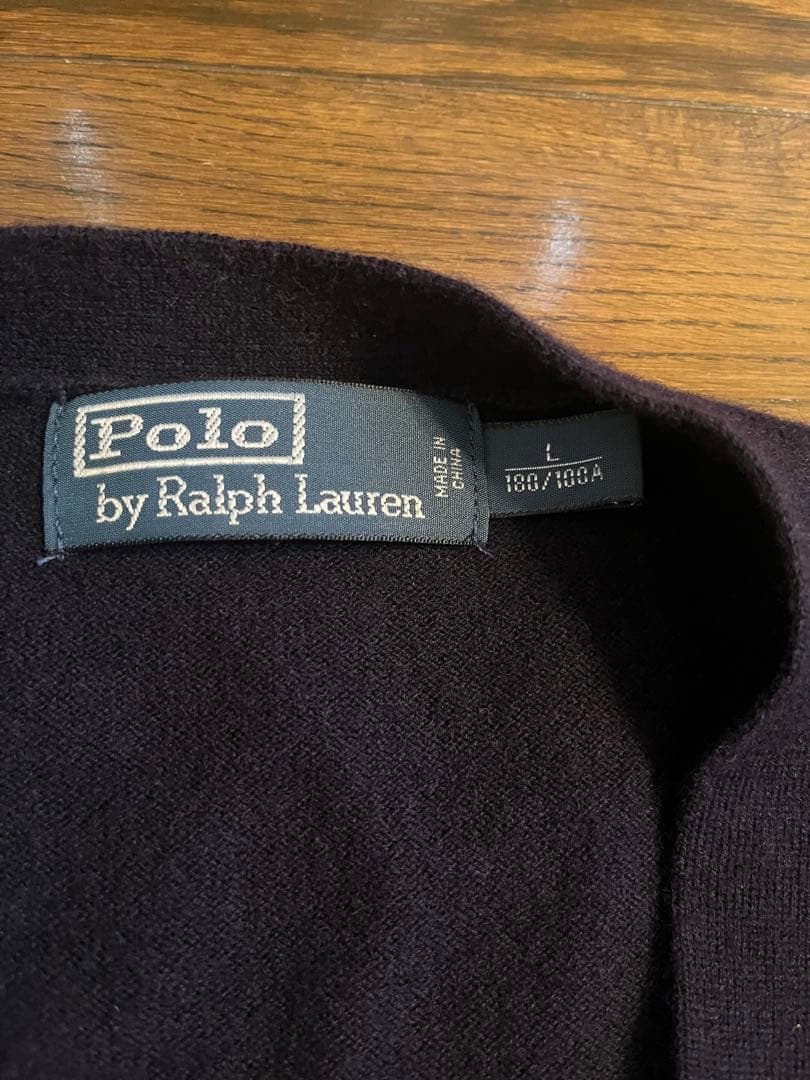 Polo
by Ralph Lauren
MADE IN
CHINA
L
180/100A